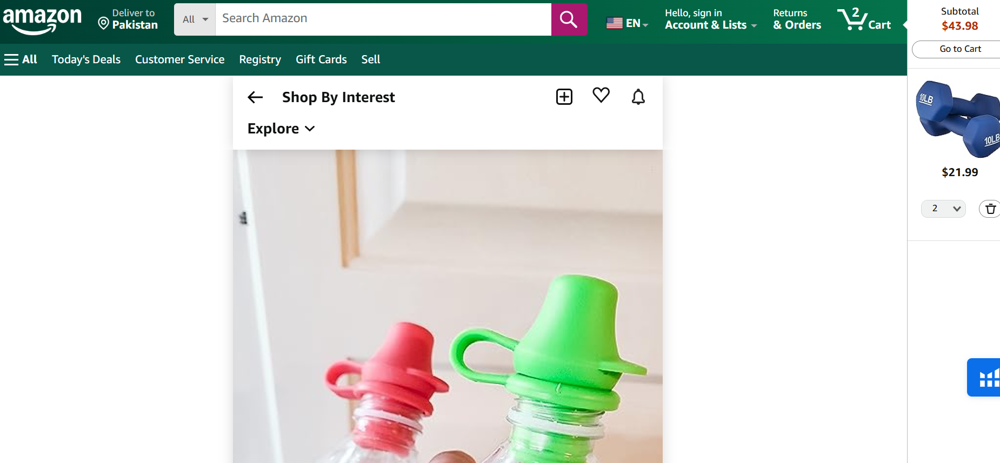 amazon
Deliver to
Pakistan
All
Search Amazon
EN
Hello, sign in
Account & Lists
Returns
& Orders
2
Cart
Subtotal
$43.98
Go to Cart
All
Today's Deals
Customer Service
Registry
Gift Cards
Sell
Shop By Interest
Explore
10LB
10LB
$21.99
2